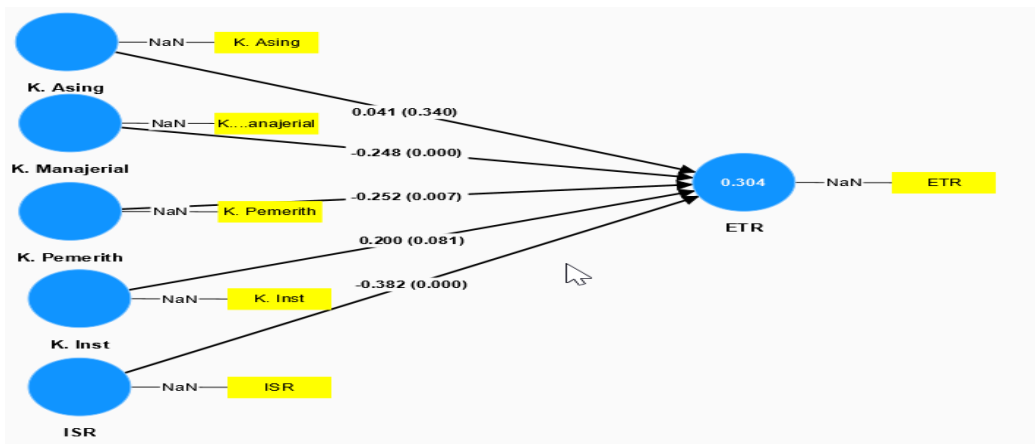 NaN
K. Asing
K. Asing
0.041 (0.340)
NaN
K....anajerial
K. Manajerial
-0.248 (0.000)
NaN
K. Pemerith
K. Pemerith
-0.252 (0.007)
0.304
NaN
ETR
ETR
0.200 (0.081)
NaN
K. Inst
K. Inst
-0.382 (0.000)
NaN
ISR
ISR